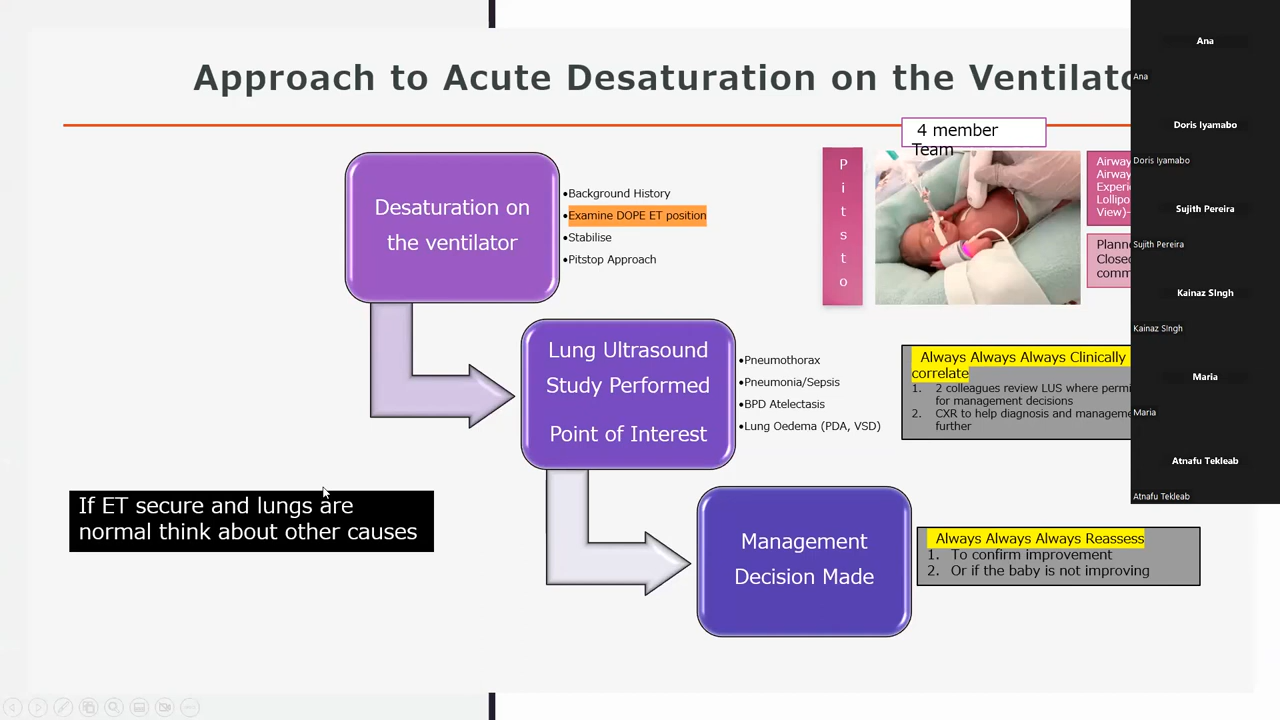 Approach to Acute Desaturation on the Ventilato
4 member
Team
P
i
t
s
t
o
Airway
Airway
Experi
Lollipo
View)-
Planne
Closed
comm
Desaturation on
the ventilator
•Background History
•Examine DOPE ET position
•Stabilise
•Pitstop Approach
Lung Ultrasound
Study Performed
Point of Interest
•Pneumothorax
•Pneumonia/Sepsis
•BPD Atelectasis
•Lung Oedema (PDA, VSD)
Always Always Always Clinically
correlate
1. 2 colleagues review LUS where permi
for management decisions
2. CXR to help diagnosis and manageme
further
If ET secure and lungs are
normal think about other causes
Management
Decision Made
Always Always Always Reassess
1. To confirm improvement
2. Or if the baby is not improving
Ana
Ana
Doris Iyamabo
Doris Iyamabo
Sujith Pereira
Sujith Pereira
Kainaz SIngh
Kainaz SIngh
Maria
Maria
Atnafu Tekleab
Atnafu Tekleab